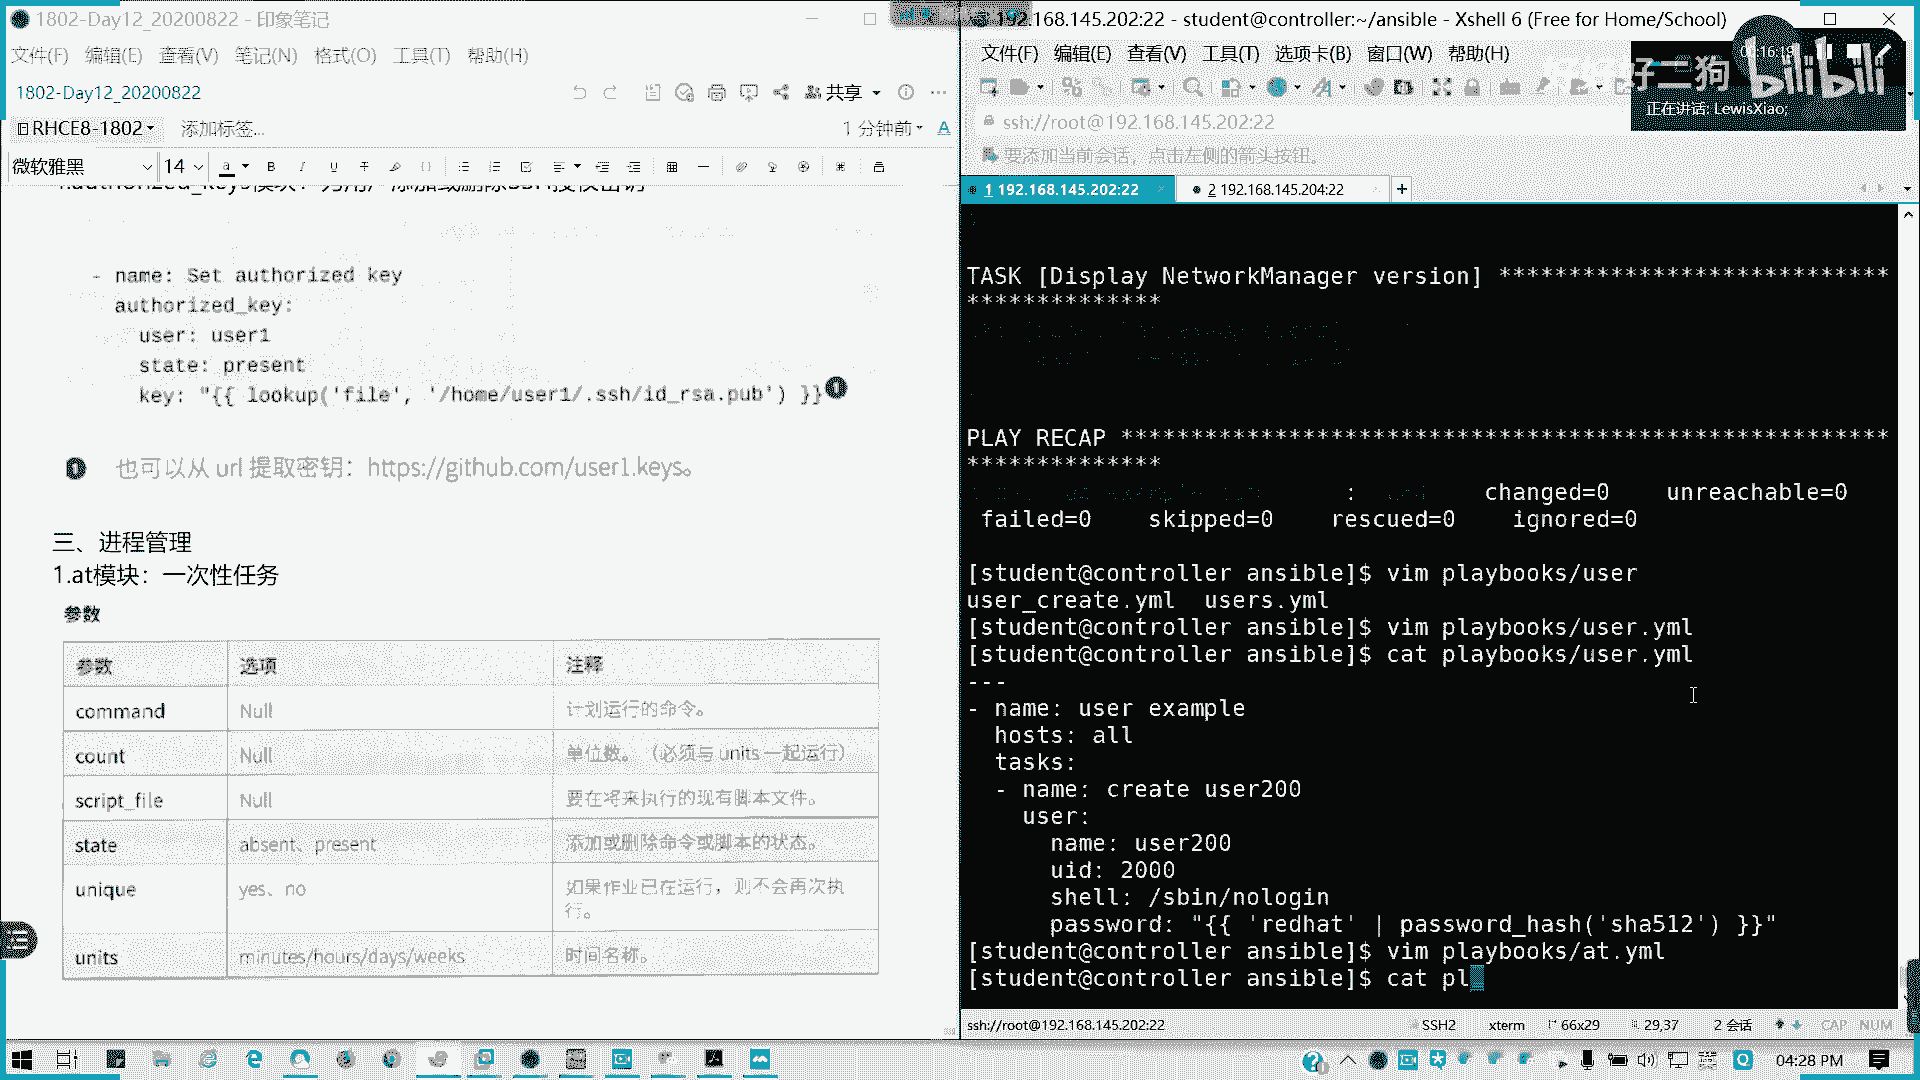 1802-Day12_20200822 - 印象笔记
文件(F) 编辑(E) 查看(V) 笔记(N) 格式(O) 工具(T) 帮助(H)
1802-Day12_20200822
共享
RHCE8-1802 添加标签...
1 分钟前
微软雅黑 14
- name: Set authorized key
authorized_key:
user: user1
state: present
key: "{{ lookup('file', '/home/user1/.ssh/id_rsa.pub') }}
1
1 也可以从 url 提取密钥：https://github.com/user1.keys。
三、进程管理
1.at模块：一次性任务
参数
参数 选项 注释
command Null 计划运行的命令。
count Null 单位数。（必须与 units 一起运行）
script_file Null 要在将来执行的现有脚本文件。
state absent、present 添加或删除命令或脚本的状态。
unique yes、no 如果作业已在运行，则不会再次执行。
units minutes/hours/days/weeks 时间名称。
192.168.145.202:22 - student@controller:~/ansible - Xshell 6 (Free for Home/School)
文件(F) 编辑(E) 查看(V) 工具(T) 选项卡(B) 窗口(W) 帮助(H)
好二狗
bilibili
正在讲话: LewisXiao;
ssh://root@192.168.145.202:22
要添加当前会话，点击左侧的箭头按钮。
1 192.168.145.202:22 2 192.168.145.204:22 +
TASK [Display NetworkManager version] ****************************
**************
PLAY RECAP *******************************************************
**************
: changed=0 unreachable=0
failed=0 skipped=0 rescued=0 ignored=0
[student@controller ansible]$ vim playbooks/user
user_create.yml users.yml
[student@controller ansible]$ vim playbooks/user.yml
[student@controller ansible]$ cat playbooks/user.yml
---
- name: user example
hosts: all
tasks:
- name: create user200
user:
name: user200
uid: 2000
shell: /sbin/nologin
password: "{{ 'redhat' | password_hash('sha512') }}"
[student@controller ansible]$ vim playbooks/at.yml
[student@controller ansible]$ cat pl
ssh://root@192.168.145.202:22 SSH2 xterm 66x29 29,37 2 会话 CAP NUM
04:28 PM